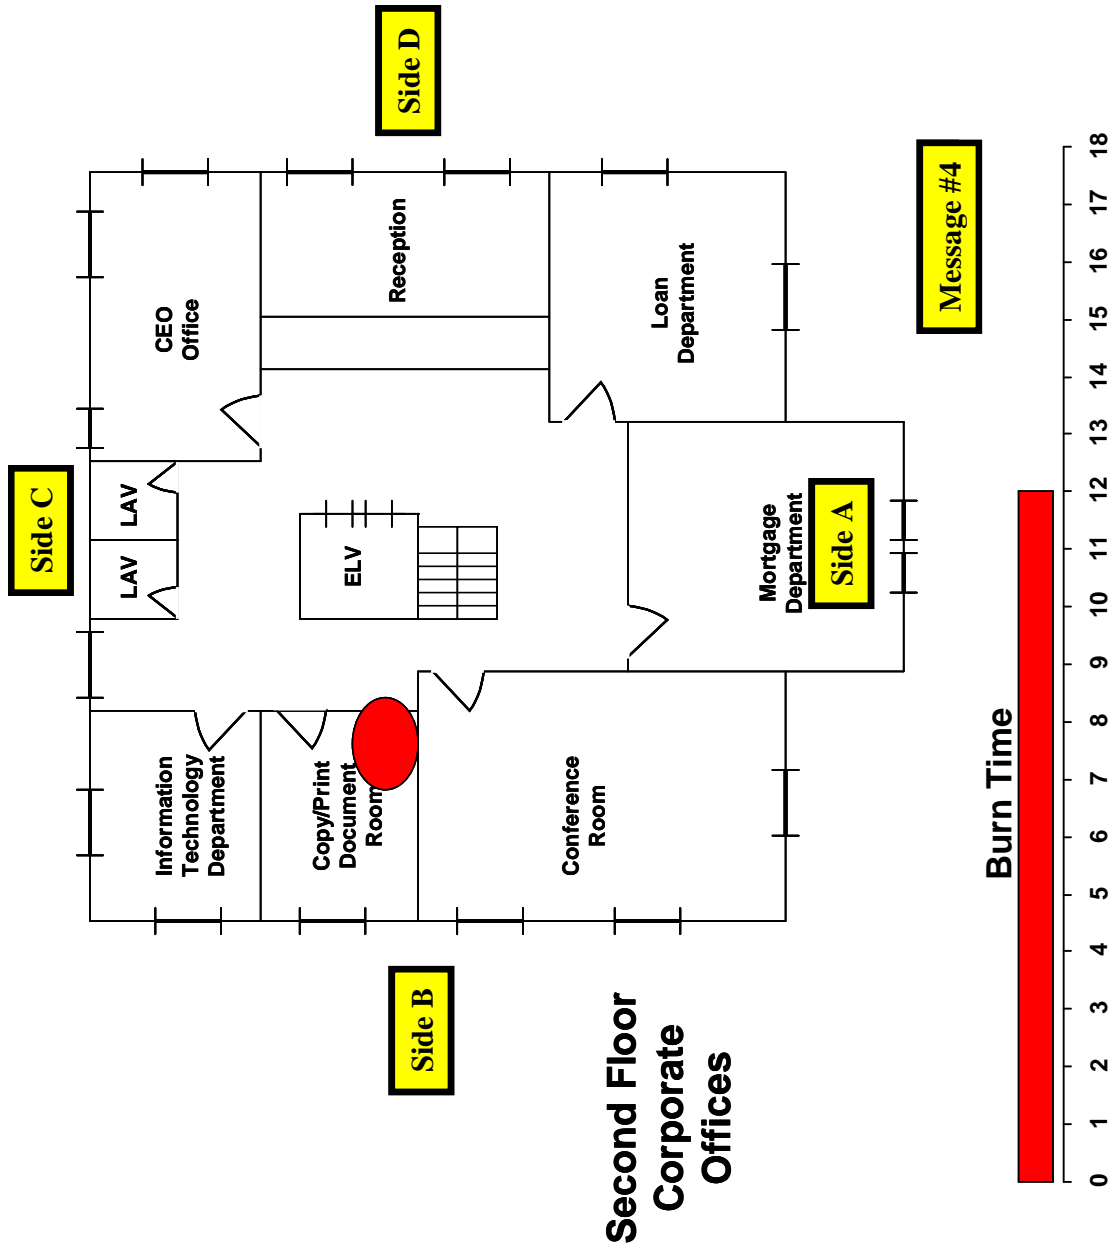 Side D
Side C
Side B
Side A
Message #4
CEO
Office
Reception
Loan
Department
LAV
LAV
ELV
Mortgage
Department
Information
Technology
Department
Copy/Print
Document
Room
Conference
Room
Second Floor
Corporate
Offices
Burn Time
0 1 2 3 4 5 6 7 8 9 10 11 12 13 14 15 16 17 18